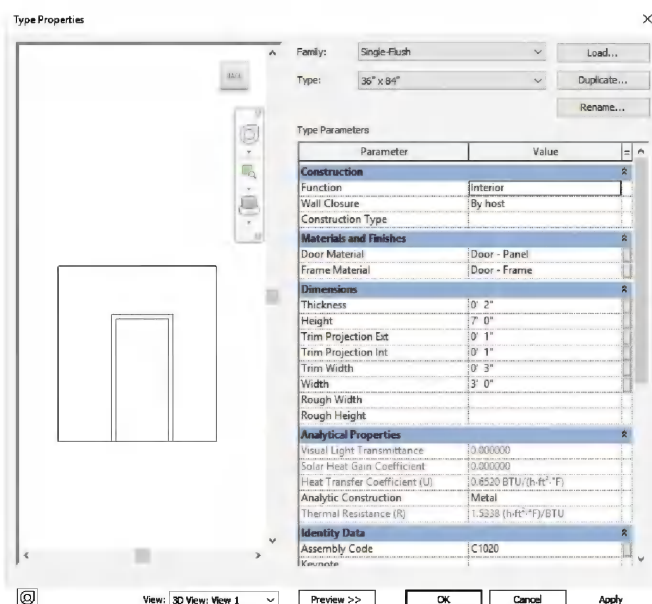 Type Properties
Family: Single-Flush Load...
Type: 36" x 84" Duplicate...
Rename...
Type Parameters
Parameter Value =
Construction
Function Interior
Wall Closure By host
Construction Type
Materials and Finishes
Door Material Door - Panel
Frame Material Door - Frame
Dimensions
Thickness 0' 2"
Height 7' 0"
Trim Projection Ext 0' 1"
Trim Projection Int 0' 1"
Trim Width 0' 3"
Width 3' 0"
Rough Width
Rough Height
Analytical Properties
Visual Light Transmittance 0.000000
Solar Heat Gain Coefficient 0.000000
Heat Transfer Coefficient (U) 0.6520 BTU/(h·ft²·°F)
Analytic Construction Metal
Thermal Resistance (R) 1.5338 (h·ft²·°F)/BTU
Identity Data
Assembly Code C1020
Keynote
View: 3D View: View 1 Preview >> OK Cancel Apply